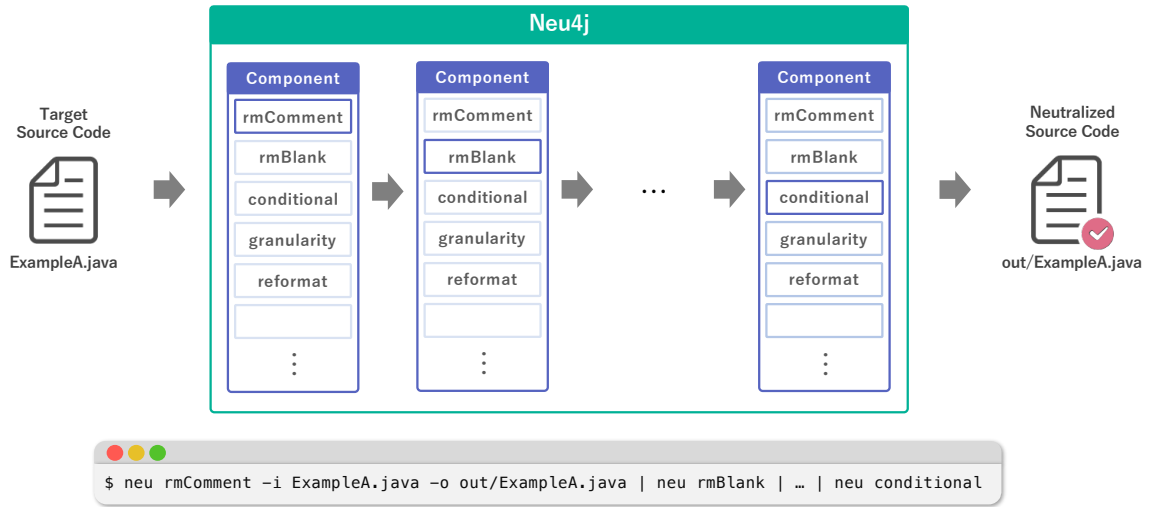 Neu4j
Target
Source Code
ExampleA.java
Component
rmComment
rmBlank
conditional
granularity
reformat
⋮
Component
rmComment
rmBlank
conditional
granularity
reformat
⋮
…
Component
rmComment
rmBlank
conditional
granularity
reformat
⋮
Neutralized
Source Code
out/ExampleA.java
$ neu rmComment -i ExampleA.java -o out/ExampleA.java | neu rmBlank | … | neu conditional